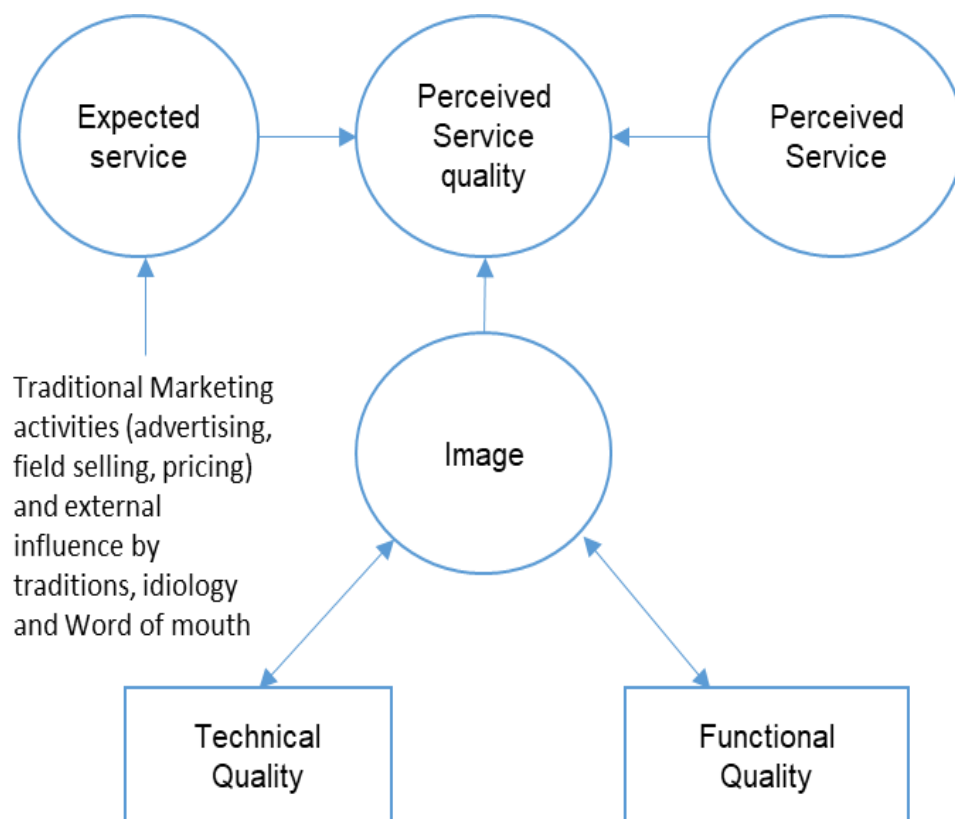 Expected
service
Perceived
Service
quality
Perceived
Service
Traditional Marketing
activities (advertising,
field selling, pricing)
and external
influence by
traditions, idiology
and Word of mouth
Image
Technical
Quality
Functional
Quality